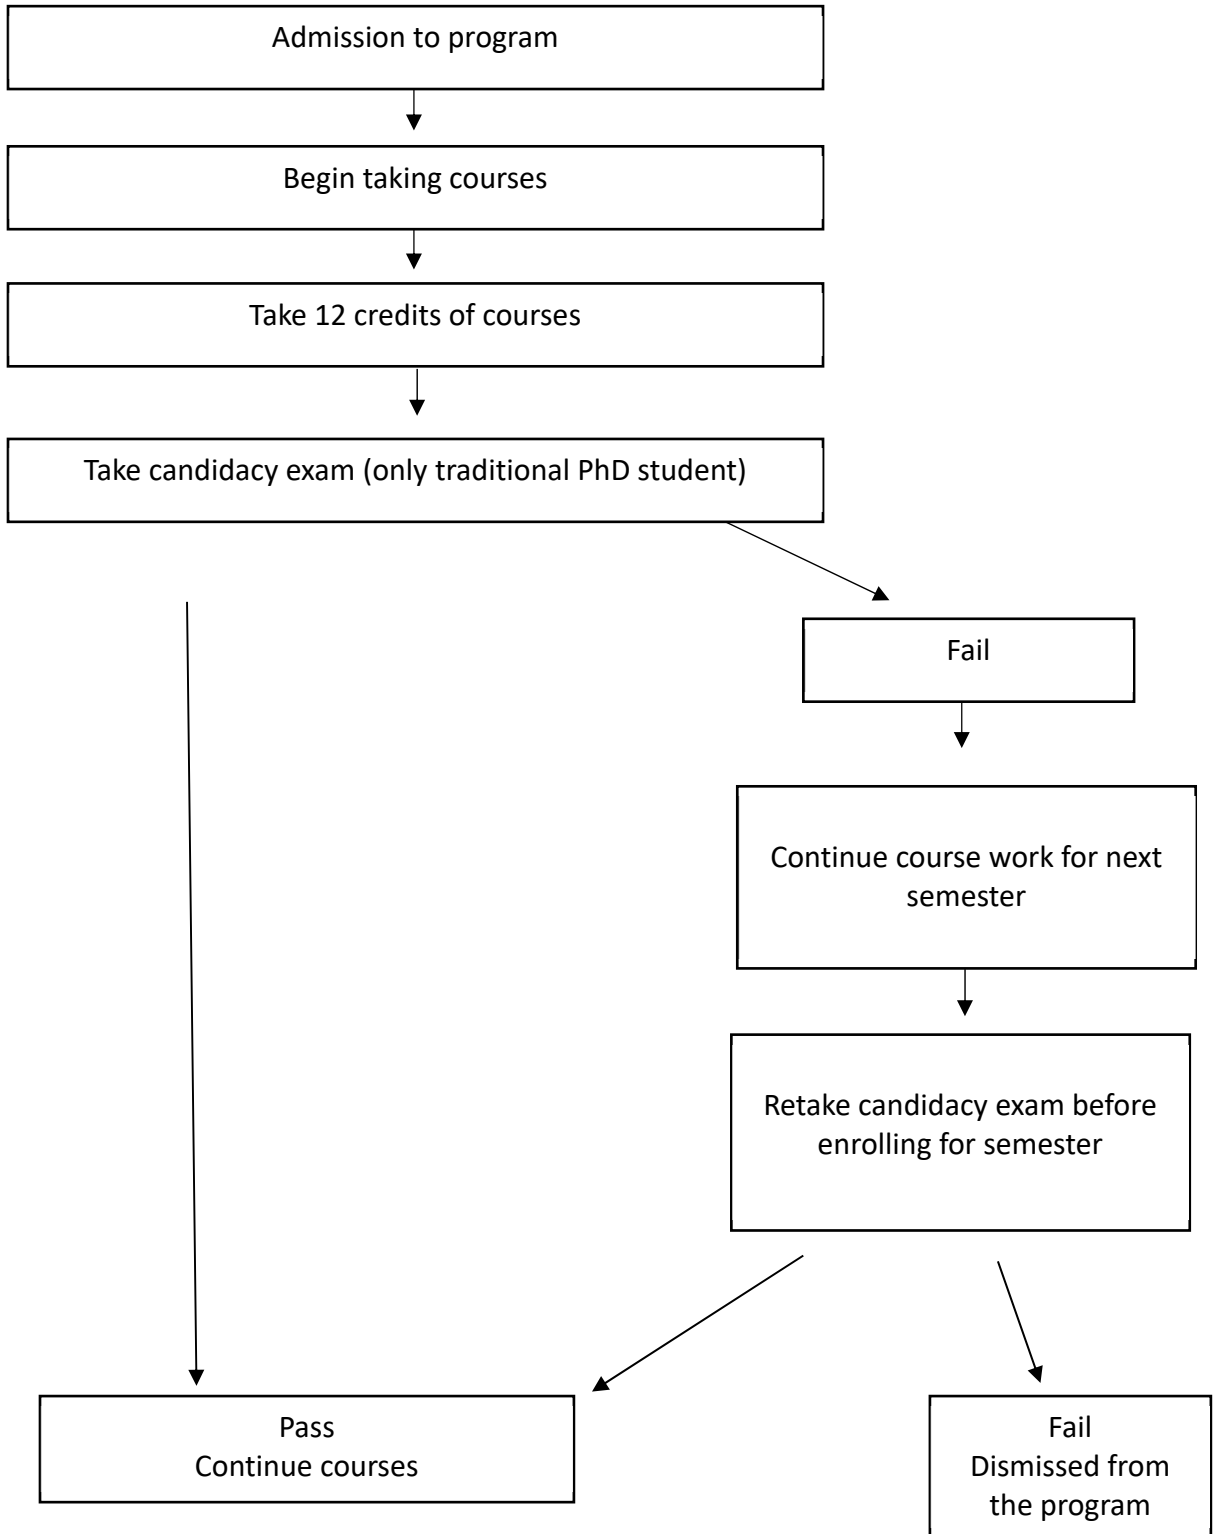 Admission to program
Begin taking courses
Take 12 credits of courses
Take candidacy exam (only traditional PhD student)
Fail
Continue course work for next
semester
Retake candidacy exam before
enrolling for semester
Pass
Continue courses
Fail
Dismissed from
the program